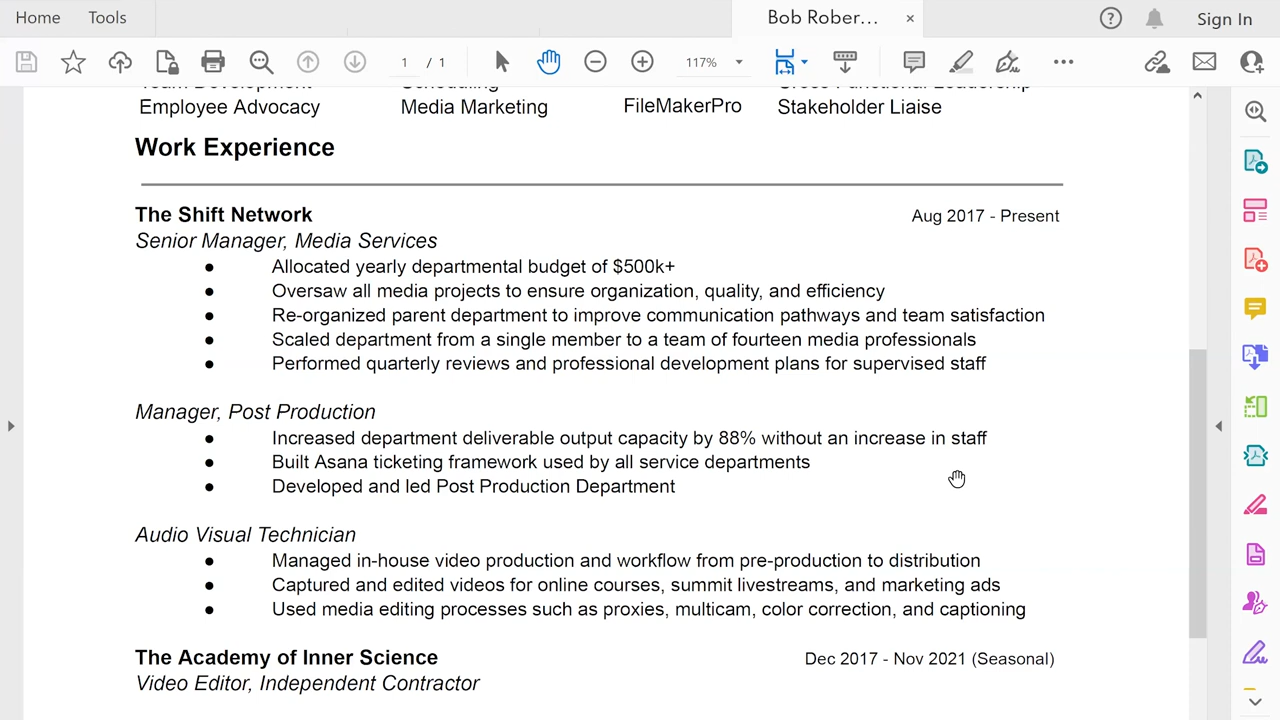 Home Tools Bob Rober... × Sign In
1 / 1 117%
Team Development Scheduling Cross Functional Leadership
Employee Advocacy Media Marketing FileMakerPro Stakeholder Liaise
Work Experience
The Shift Network Aug 2017 - Present
Senior Manager, Media Services
● Allocated yearly departmental budget of $500k+
● Oversaw all media projects to ensure organization, quality, and efficiency
● Re-organized parent department to improve communication pathways and team satisfaction
● Scaled department from a single member to a team of fourteen media professionals
● Performed quarterly reviews and professional development plans for supervised staff
Manager, Post Production
● Increased department deliverable output capacity by 88% without an increase in staff
● Built Asana ticketing framework used by all service departments
● Developed and led Post Production Department
Audio Visual Technician
● Managed in-house video production and workflow from pre-production to distribution
● Captured and edited videos for online courses, summit livestreams, and marketing ads
● Used media editing processes such as proxies, multicam, color correction, and captioning
The Academy of Inner Science Dec 2017 - Nov 2021 (Seasonal)
Video Editor, Independent Contractor